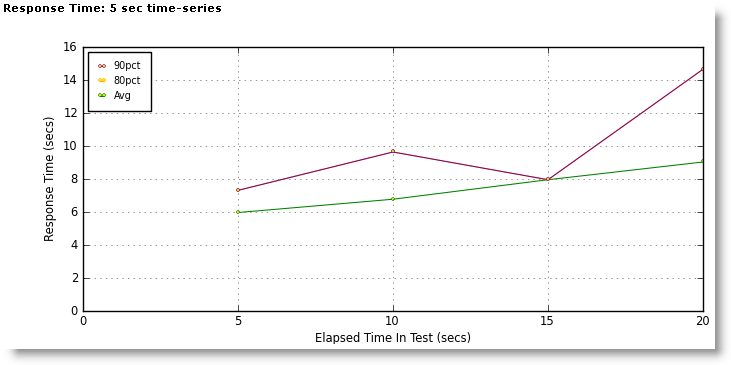 Response Time: 5 sec time-series
16
14
12
10
8
6
4
2
0
90pct
80pct
Avg
Response Time (secs)
0 5 10 15 20
Elapsed Time In Test (secs)